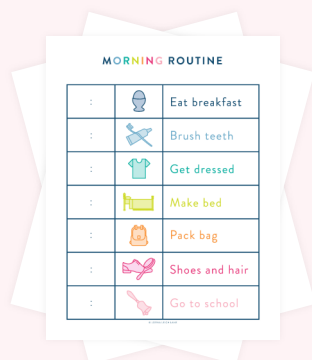 MORNING ROUTINE
: Eat breakfast
: Brush teeth
: Get dressed
: Make bed
: Pack bag
: Shoes and hair
: Go to school